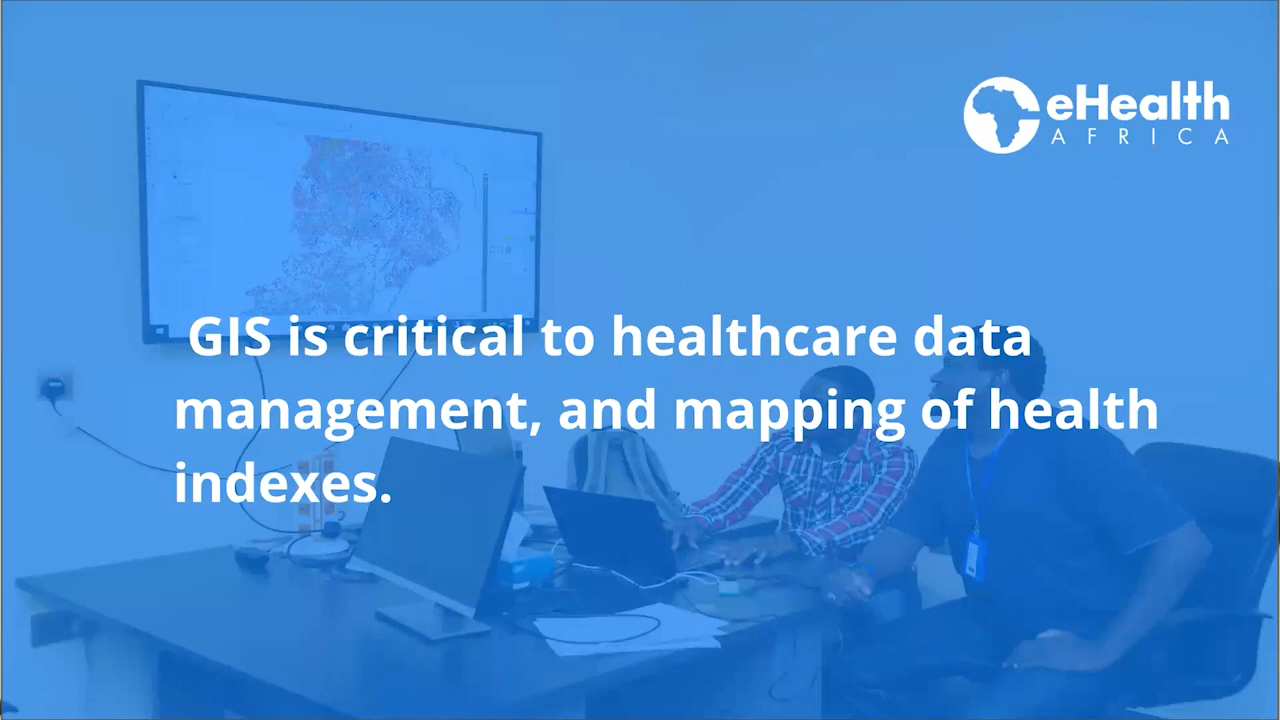 eHealth
AFRICA
GIS is critical to healthcare data
management, and mapping of health
indexes.